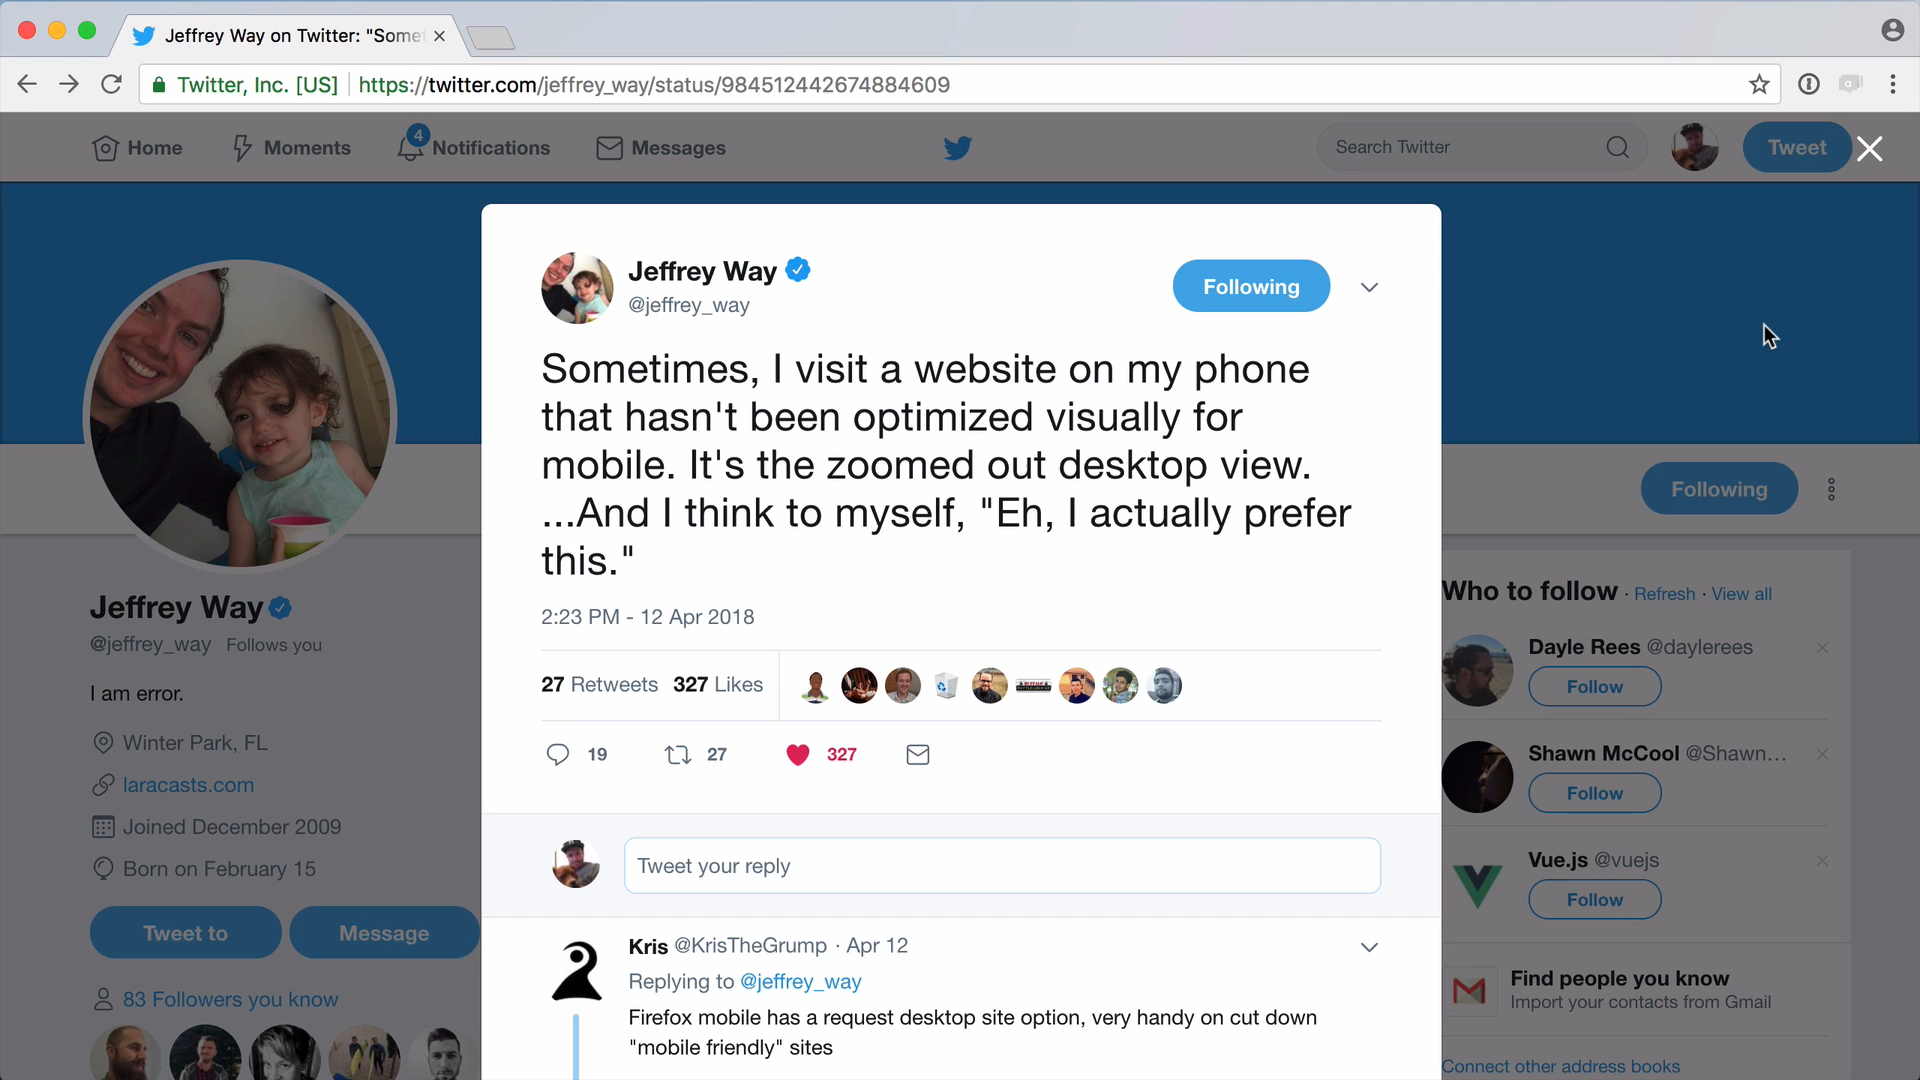 Jeffrey Way on Twitter: "Some
Twitter, Inc. [US]
https://twitter.com/jeffrey_way/status/984512442674884609
Home
Moments
4
Notifications
Messages
Search Twitter
Tweet
Jeffrey Way
@jeffrey_way
Following
Sometimes, I visit a website on my phone
that hasn't been optimized visually for
mobile. It's the zoomed out desktop view.
...And I think to myself, "Eh, I actually prefer
this."
2:23 PM - 12 Apr 2018
27 Retweets 327 Likes
19
27
327
Tweet your reply
Kris @KrisTheGrump · Apr 12
Replying to @jeffrey_way
Firefox mobile has a request desktop site option, very handy on cut down
"mobile friendly" sites
Jeffrey Way
@jeffrey_way Follows you
I am error.
Winter Park, FL
laracasts.com
Joined December 2009
Born on February 15
Tweet to
Message
83 Followers you know
Following
Who to follow · Refresh · View all
Dayle Rees @daylerees
Follow
Shawn McCool @Shawn...
Follow
Vue.js @vuejs
Follow
Find people you know
Import your contacts from Gmail
Connect other address books